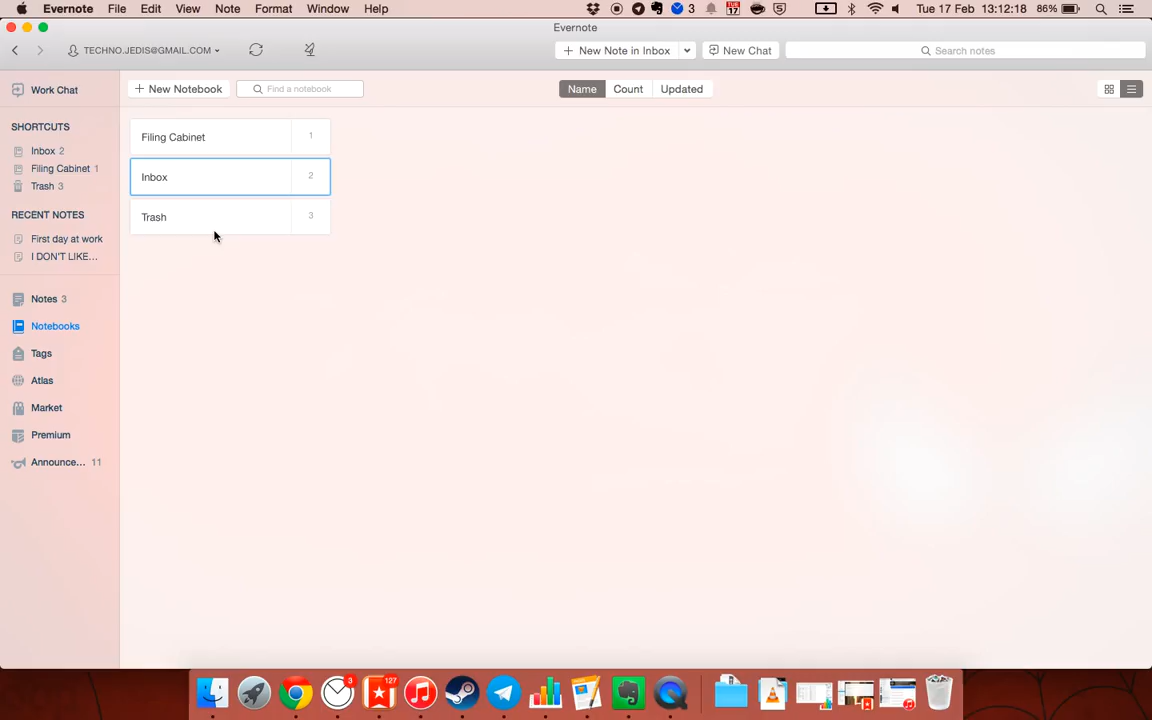 Evernote File Edit View Note Format Window Help 3 17 5 Tue 17 Feb 13:12:18 86%
Evernote
TECHNO.JEDIS@GMAIL.COM + New Note in Inbox New Chat Search notes
Work Chat + New Notebook Find a notebook Name Count Updated
SHORTCUTS
Inbox 2
Filing Cabinet 1
Trash 3
RECENT NOTES
First day at work
I DON'T LIKE...
Notes 3
Notebooks
Tags
Atlas
Market
Premium
Announce... 11
Filing Cabinet 1
Inbox 2
Trash 3
3 127